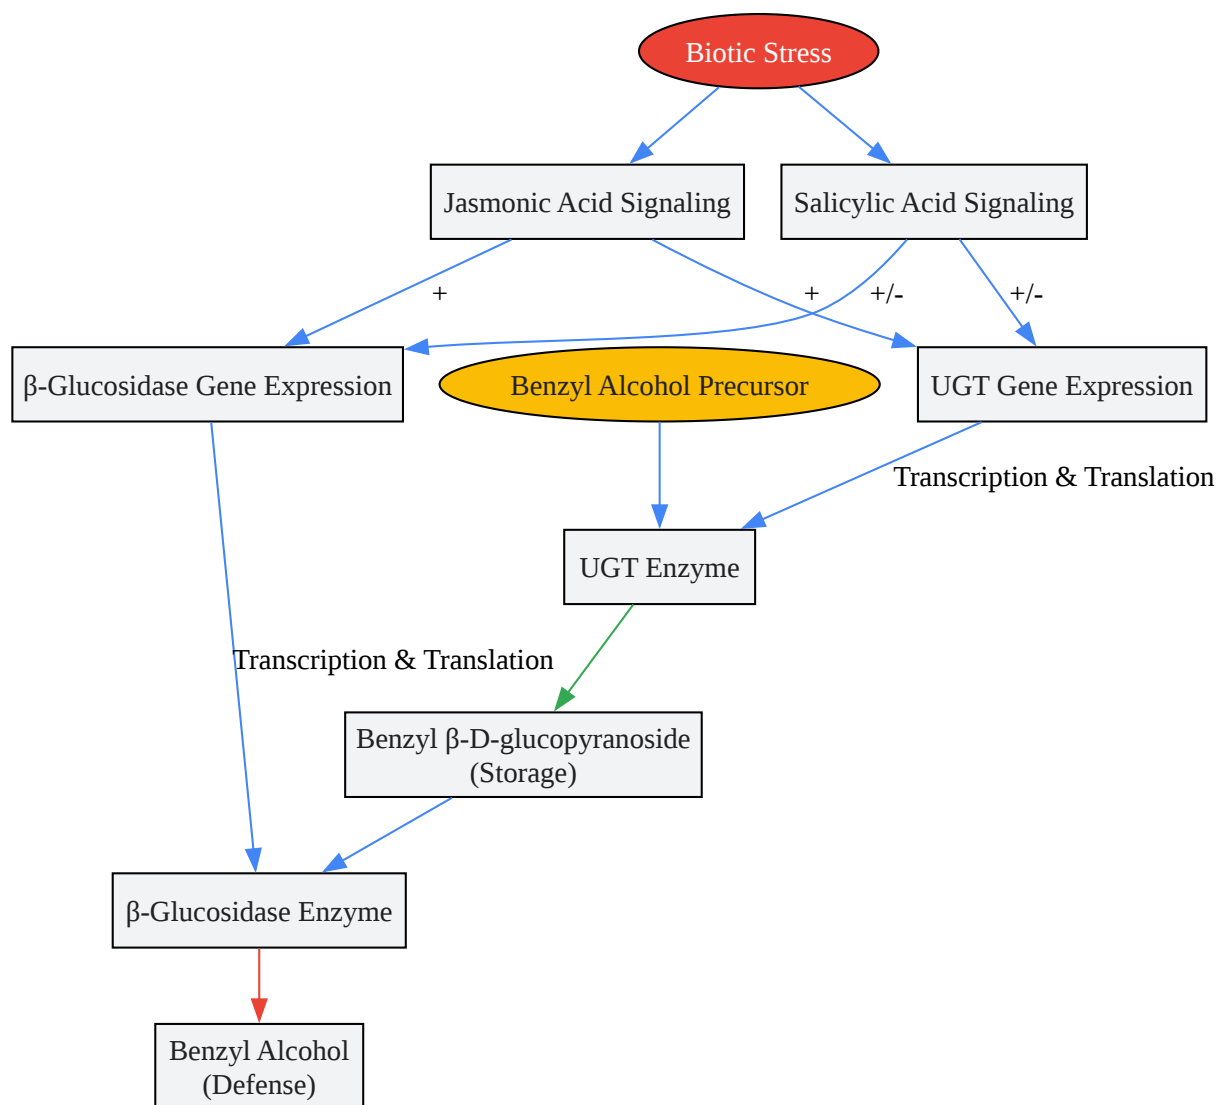 Biotic Stress
Jasmonic Acid Signaling
Salicylic Acid Signaling
+
+
+/-
+/-
β-Glucosidase Gene Expression
Benzyl Alcohol Precursor
UGT Gene Expression
Transcription & Translation
UGT Enzyme
Transcription & Translation
Benzyl β-D-glucopyranoside
(Storage)
β-Glucosidase Enzyme
Benzyl Alcohol
(Defense)